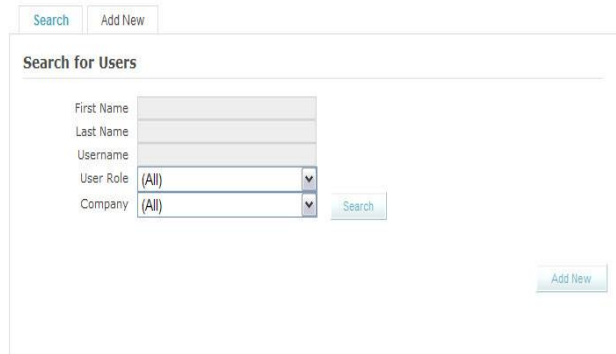 Search Add New
Search for Users
First Name
Last Name
Username
User Role (All)
Company (All) Search
Add New